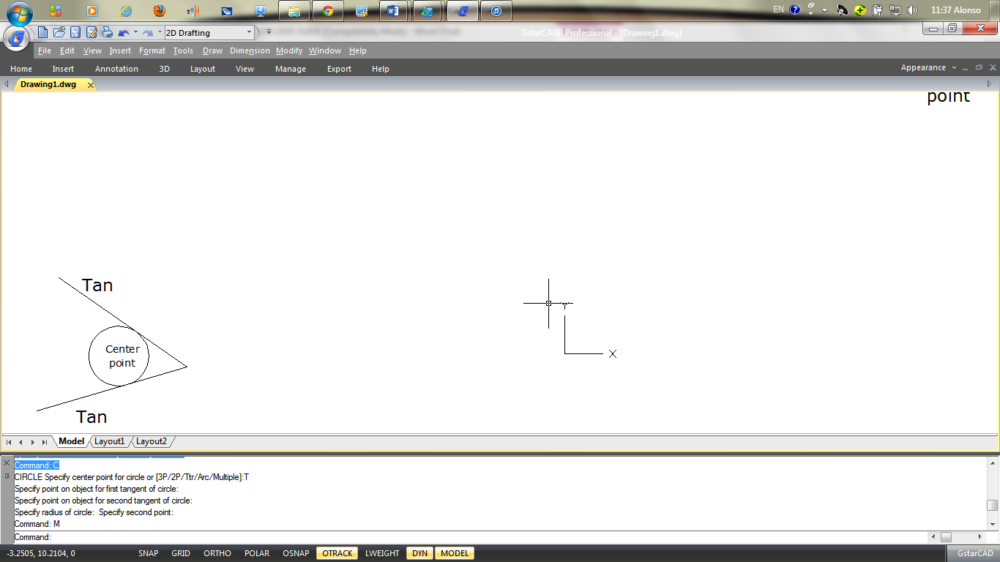 EN 11:37 Alonso
2D Drafting GstarCAD8 Professional - [Drawing1.dwg]
File Edit View Insert Format Tools Draw Dimension Modify Window Help
Home Insert Annotation 3D Layout View Manage Export Help Appearance
Drawing1.dwg
point
Tan
Y
Center
point
X
Tan
Model Layout1 Layout2
Command: C
CIRCLE Specify center point for circle or [3P/2P/Ttr/Arc/Multiple]:T
Specify point on object for first tangent of circle:
Specify point on object for second tangent of circle:
Specify radius of circle: Specify second point:
Command: M
Command:
-3.2505, 10.2104, 0 SNAP GRID ORTHO POLAR OSNAP OTRACK LWEIGHT DYN MODEL GstarCAD